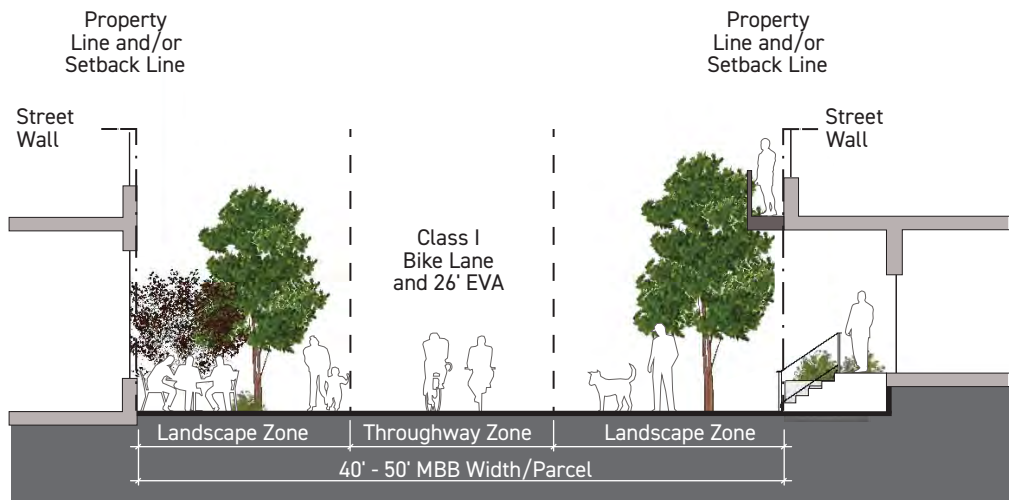 Property
Line and/or
Setback Line
Property
Line and/or
Setback Line
Street
Wall
Street
Wall
Class I
Bike Lane
and 26' EVA
Landscape Zone
Throughway Zone
Landscape Zone
40' - 50' MBB Width/Parcel